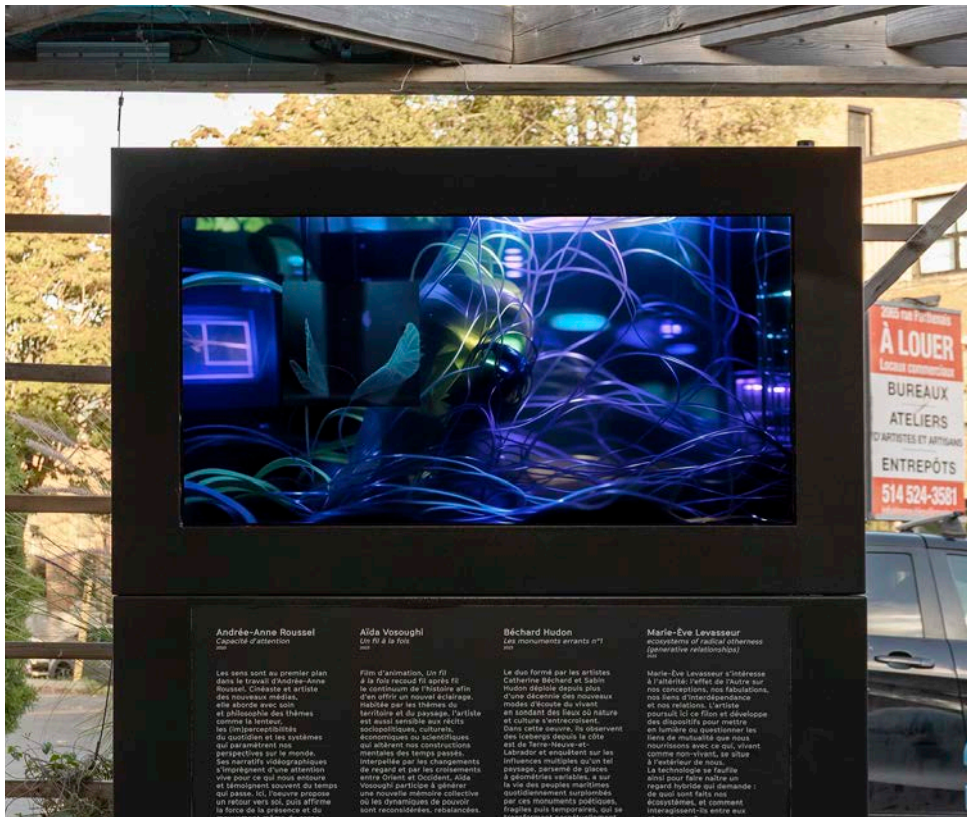 2065 rue Parthenais
À LOUER
Locaux commerciaux
BUREAUX
ATELIERS
D'ARTISTES ET ARTISANS
ENTREPÔTS
514 524-3581
Andrée-Anne Roussel
Capacité d'attention
Les sens sont au premier plan
dans le travail d'Andrée-Anne
Roussel. Cinéaste et artiste
des nouveaux médias,
elle aborde avec soin
et philosophie des thèmes
comme la lenteur,
les (im)perceptibilités
du quotidien et les systèmes
qui paramètrent nos
perspectives sur le monde.
Ses narratifs vidéographiques
s'imprègnent d'une attention
vive pour ce qui nous entoure
et témoignent souvent du temps
qui passe. Ici, l'œuvre propose
un retour vers soi, puis affirme
la force de la présence et du
Aïda Vosoughi
Un fil à la fois
Film d'animation, Un fil
à la fois recoud fil après fil
le continuum de l'histoire afin
d'en offrir un nouvel éclairage.
Habitée par les thèmes du
territoire et du paysage, l'artiste
est aussi sensible aux récits
sociopolitiques, culturels,
économiques ou scientifiques
qui altèrent nos constructions
mentales des temps passés.
Interpellée par les changements
de regard et par les croisements
entre Orient et Occident, Aïda
Vosoughi participe à générer
une nouvelle mémoire collective
où les dynamiques de pouvoir
sont reconsidérées, rebalancées.
Béchard Hudon
Les monuments errants n°1
Le duo formé par les artistes
Catherine Béchard et Sabin
Hudon déploie depuis plus
d'une décennie des nouveaux
modes d'écoute du vivant
en sondant des lieux où nature
et culture s'entrecroisent.
Dans cette oeuvre, ils observent
des icebergs depuis la côte
est de Terre-Neuve-et-
Labrador et enquêtent sur les
influences multiples qu'un tel
paysage, parsemé de glaces
à géométries variables, a sur
la vie des peuples maritimes
quotidiennement surplombés
par ces monuments poétiques,
fragiles puis temporaires, qui se
transforment perpétuellement
Marie-Ève Levasseur
ecosystems of radical otherness
(generative relationships)
Marie-Ève Levasseur s'intéresse
à l'altérité: l'effet de l'Autre sur
nos conceptions, nos fabulations,
nos liens d'interdépendance
et nos relations. L'artiste
poursuit ici ce filon et développe
des dispositifs pour mettre
en lumière ou questionner les
liens de mutualité que nous
nourrissons avec ce qui, vivant
comme non-vivant, se situe
à l'extérieur de nous.
La technologie se faufile
ainsi pour faire naître un
regard hybride qui demande :
de quoi sont faits nos
écosystèmes, et comment
interagissent-ils entre eux